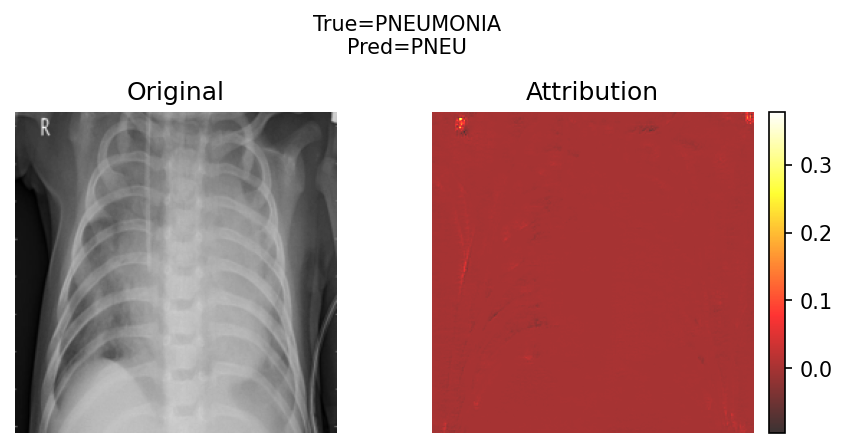 True=PNEUMONIA
Pred=PNEU
Original
Attribution
R
0.3
0.2
0.1
0.0